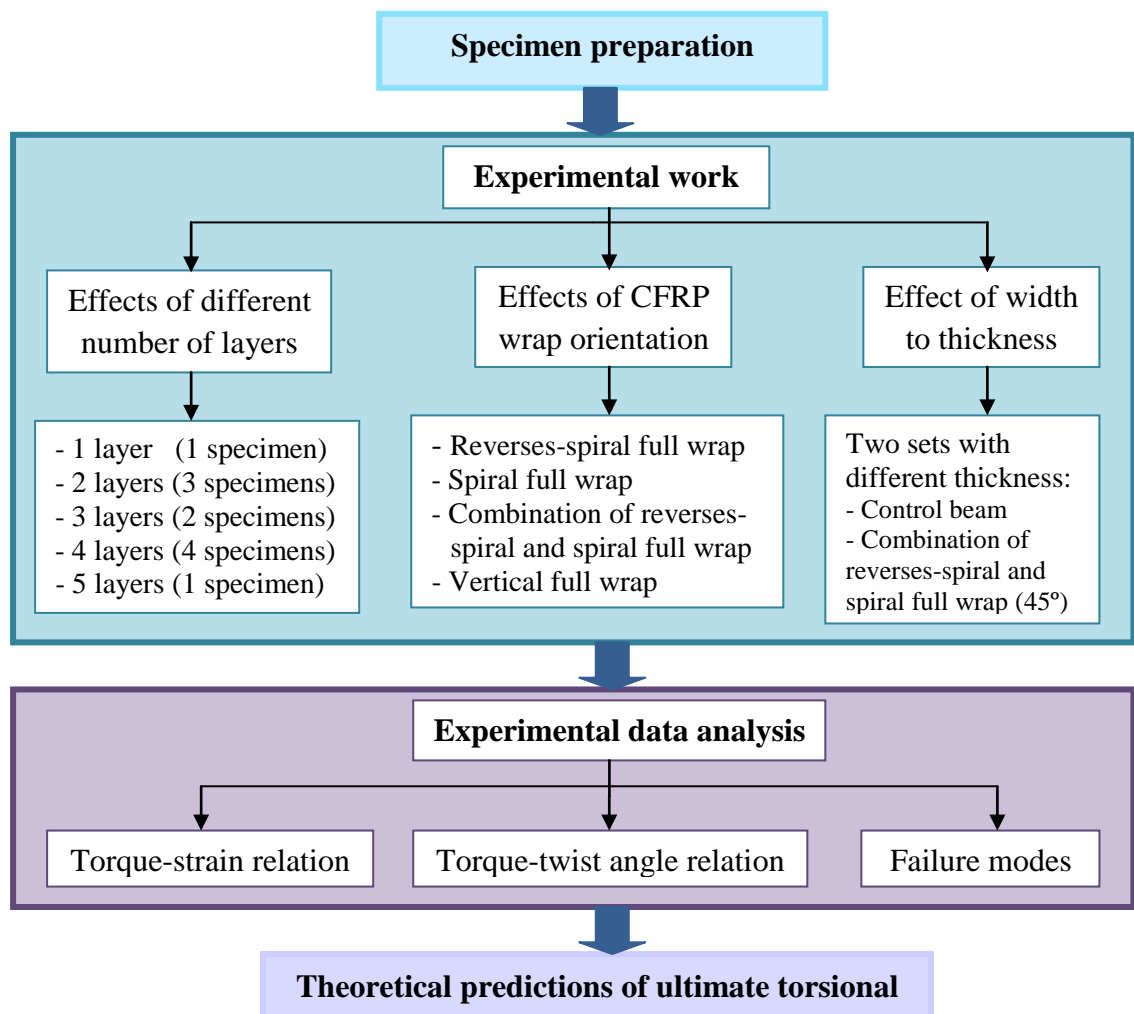 Specimen preparation
Experimental work
Effects of different
number of layers
Effects of CFRP
wrap orientation
Effect of width
to thickness
- 1 layer (1 specimen)
- 2 layers (3 specimens)
- 3 layers (2 specimens)
- 4 layers (4 specimens)
- 5 layers (1 specimen)
- Reverses-spiral full wrap
- Spiral full wrap
- Combination of reverses-
spiral and spiral full wrap
- Vertical full wrap
Two sets with
different thickness:
- Control beam
- Combination of
reverses-spiral and
spiral full wrap (45º)
Experimental data analysis
Torque-strain relation
Torque-twist angle relation
Failure modes
Theoretical predictions of ultimate torsional